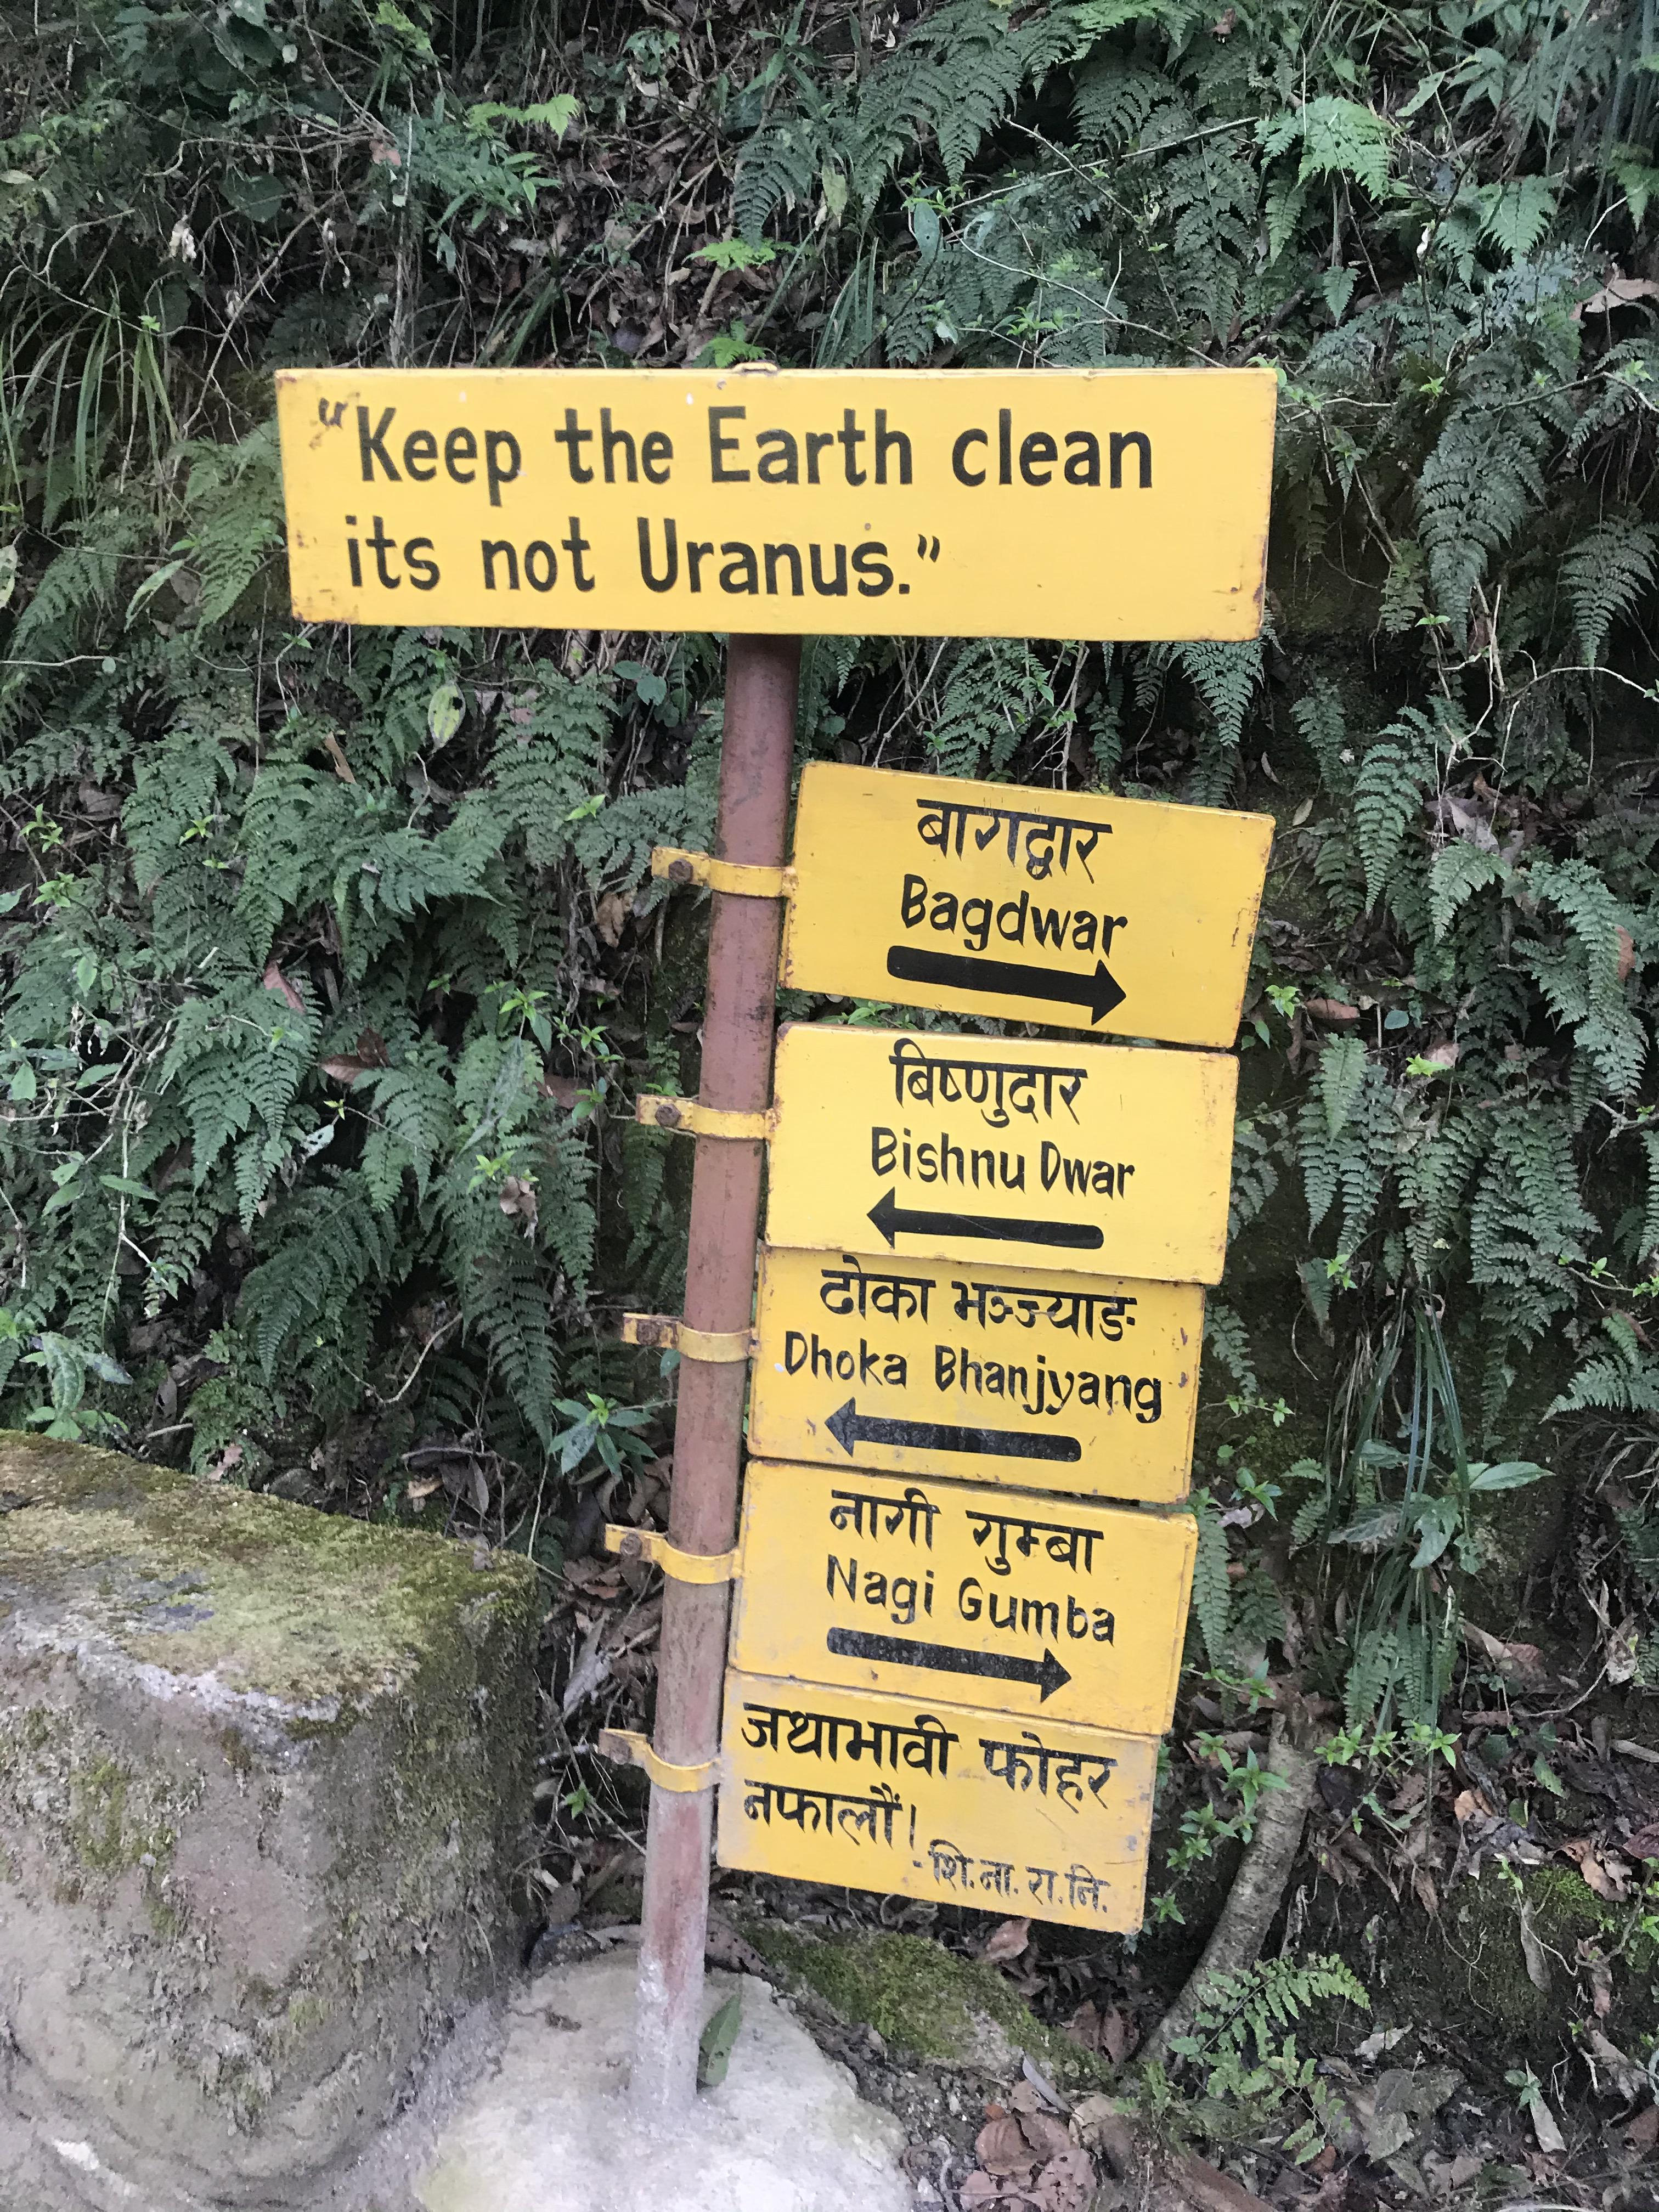 "Keep the Earth clean
its not Uranus."
बागद्वार
Bagdwar
बिष्णुदार
Bishnu Dwar
ढोका भञ्ज्याङ
Dhoka Bhanjyang
नागी गुम्बा
Nagi Gumba
जथाभावी फोहर
नफालौं।
- शि.ना. रा.नि.